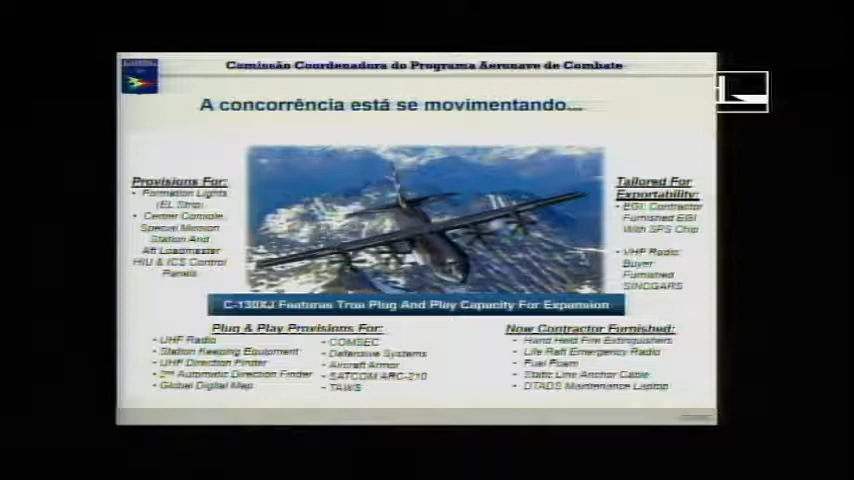 Comissão Coordenadora do Programa Aeronave de Combate
A concorrência está se movimentando...
Provisions For:
• Formation Lights
(EL Strip)
• Center Console,
Special Mission
Station And
Aft Loadmaster
HIU & ICS Control
Panels
Tailored For
Exportability:
• EGI: Contractor
Furnished EGI
With SPS Chip
• VHF Radio:
Buyer
Furnished
SINCGARS
C-130XJ Features True Plug And Play Capacity For Expansion
Plug & Play Provisions For:
• UHF Radio
• Station Keeping Equipment
• UHF Direction Finder
• 2nd Automatic Direction Finder
• Global Digital Map
• COMSEC
• Defensive Systems
• Aircraft Armor
• SATCOM ARC-210
• TAWS
Now Contractor Furnished:
• Hand Held Fire Extinguishers
• Life Raft Emergency Radio
• Fuel Foam
• Static Line Anchor Cable
• DTADS Maintenance Laptop